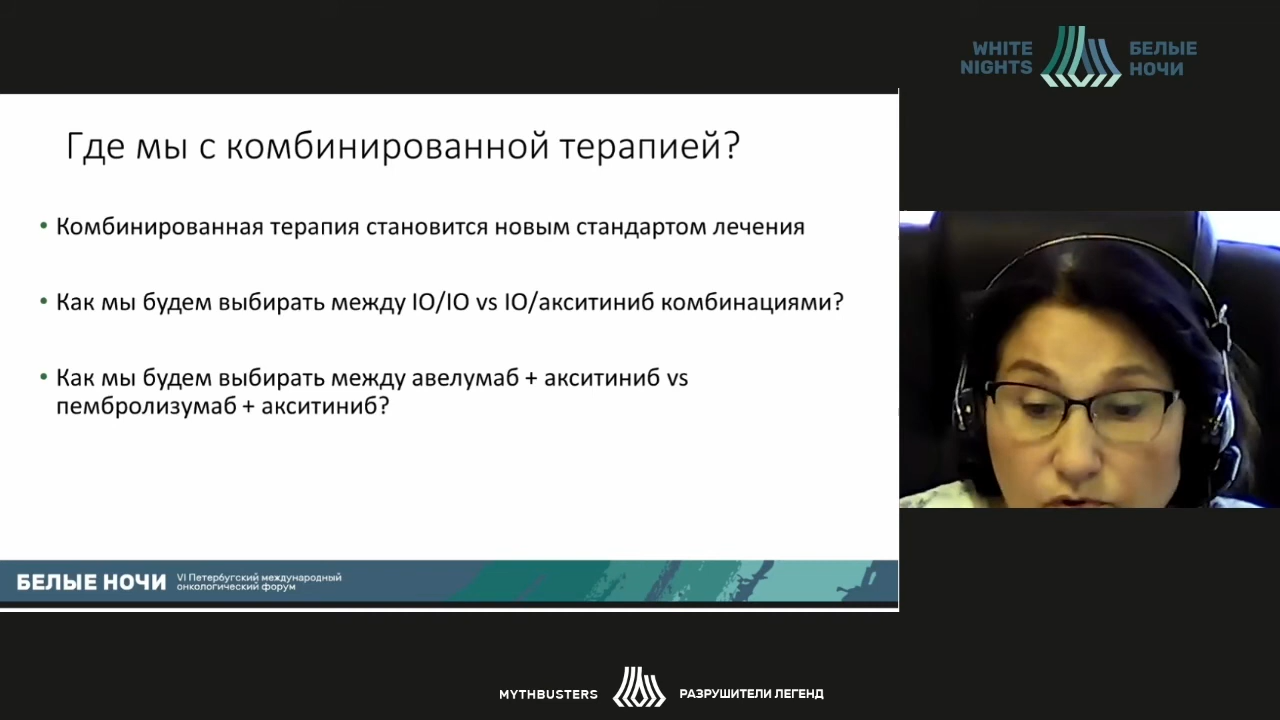 WHITE
NIGHTS
БЕЛЫЕ
НОЧИ
Где мы с комбинированной терапией?
• Комбинированная терапия становится новым стандартом лечения
• Как мы будем выбирать между IO/IO vs IO/акситиниб комбинациями?
• Как мы будем выбирать между авелумаб + акситиниб vs
пембролизумаб + акситиниб?
БЕЛЫЕ НОЧИ
VI Петербугский международный
онкологический форум
MYTHBUSTERS
РАЗРУШИТЕЛИ ЛЕГЕНД